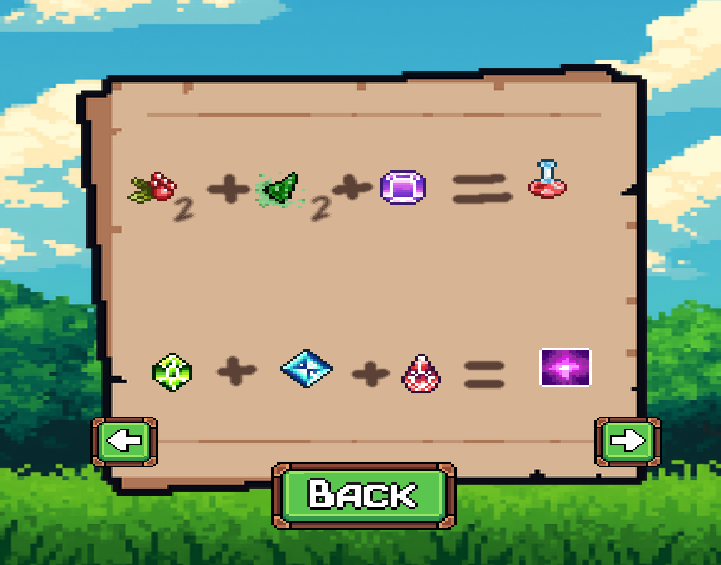 + 2 + 2 =
+ + =
BACK